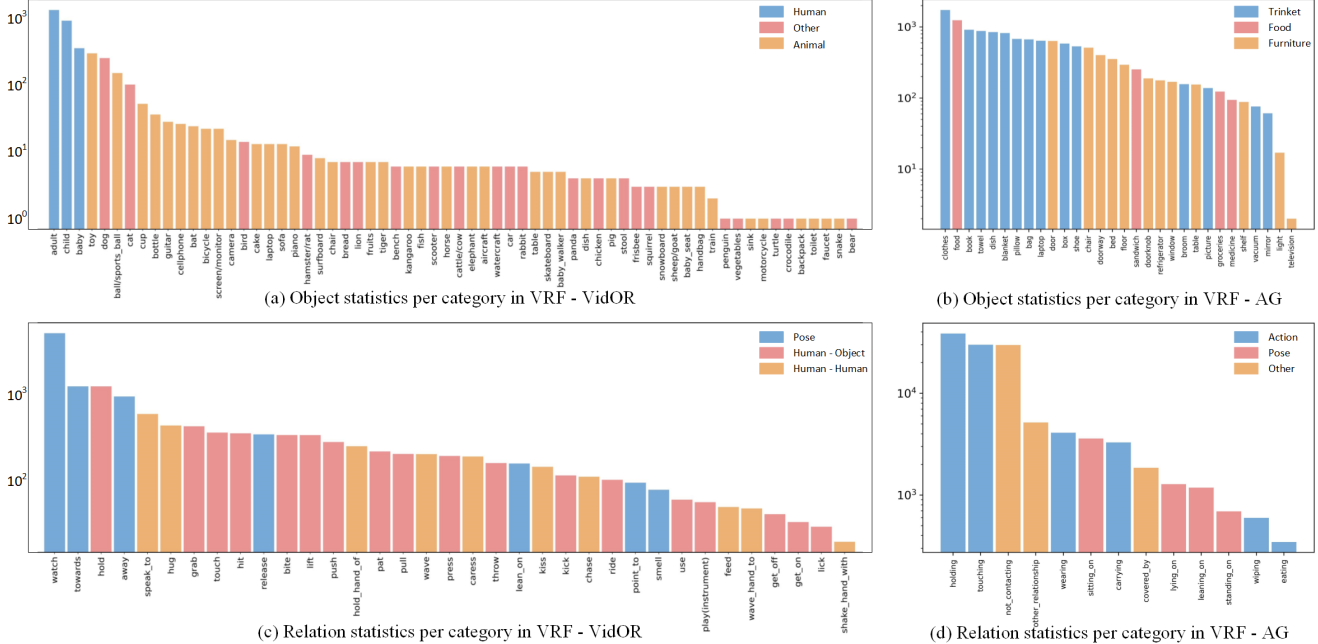 10³
10²
10¹
10⁰
Human
Other
Animal
adult
child
baby
toy
dog
ball/sports_ball
cat
cup
bottle
guitar
cellphone
bat
bicycle
screen/monitor
camera
bird
cake
laptop
sofa
piano
hamster/rat
surfboard
chair
bread
lion
fruits
tiger
bench
kangaroo
fish
scooter
horse
cattle/cow
elephant
aircraft
watercraft
car
rabbit
table
skateboard
baby_walker
panda
dish
chicken
pig
stool
frisbee
squirrel
snowboard
sheep/goat
baby_seat
handbag
train
penguin
vegetables
sink
motorcycle
turtle
crocodile
backpack
toilet
faucet
snake
bear
(a) Object statistics per category in VRF - VidOR
10³
10²
10¹
Trinket
Food
Furniture
clothes
food
book
towel
dish
blanket
pillow
bag
laptop
door
box
shoe
chair
doorway
bed
floor
sandwich
doorknob
refrigerator
window
broom
table
picture
groceries
medicine
shelf
vacuum
mirror
light
television
(b) Object statistics per category in VRF - AG
10³
10²
Pose
Human - Object
Human - Human
watch
towards
hold
away
speak_to
hug
grab
touch
hit
release
bite
lift
push
hold_hand_of
pat
pull
wave
press
caress
throw
lean_on
kiss
kick
chase
ride
point_to
smell
use
play(instrument)
feed
wave_hand_to
get_off
get_on
lick
shake_hand_with
(c) Relation statistics per category in VRF - VidOR
10⁴
10³
Action
Pose
Other
holding
touching
not_contacting
other_relationship
wearing
sitting_on
carrying
covered_by
lying_on
leaning_on
standing_on
wiping
eating
(d) Relation statistics per category in VRF - AG